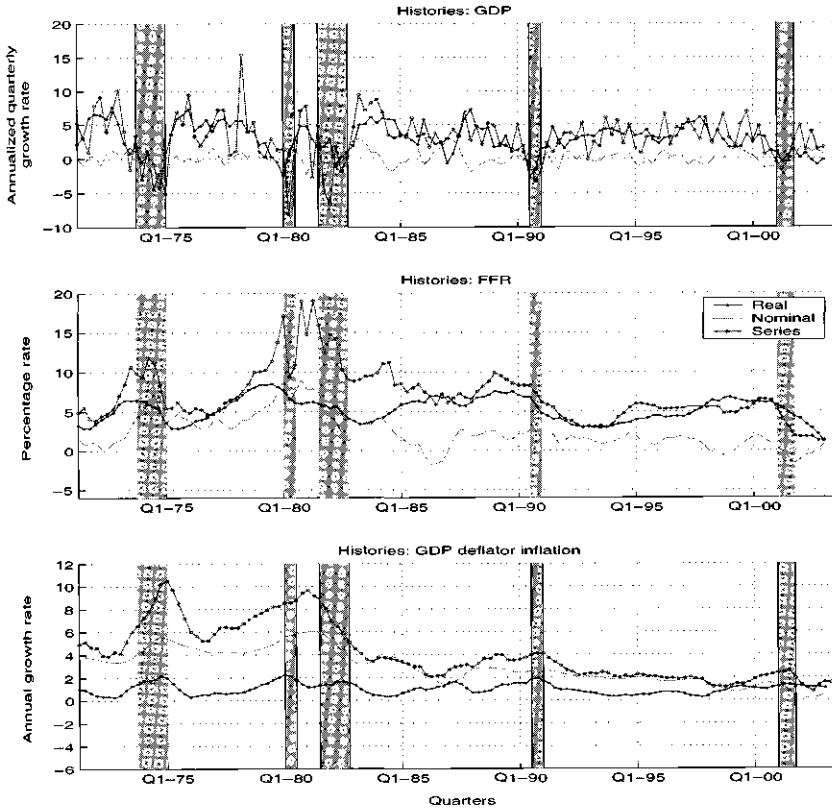 Histories: GDP
Annualized quarterly
growth rate
20
15
10
5
0
−5
−10
Q1−75 Q1−80 Q1−85 Q1−90 Q1−95 Q1−00
Histories: FFR
Percentage rate
20
15
10
5
0
−5
Real
Nominal
Series
Q1−75 Q1−80 Q1−85 Q1−90 Q1−95 Q1−00
Histories: GDP deflator inflation
Annual growth rate
12
10
8
6
4
2
0
−2
−4
−6
Q1−75 Q1−80 Q1−85 Q1−90 Q1−95 Q1−00
Quarters